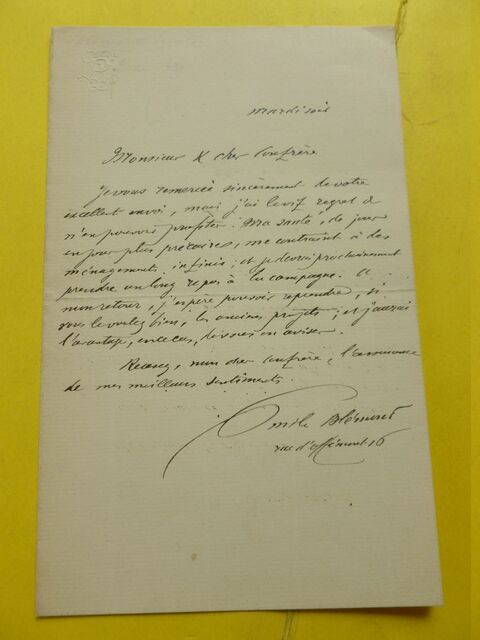 mardi soir
Monsieur & cher confrère
Je vous remercie sincèrement de votre
excellent envoi, mais j'ai le vif regret de
n'en pouvoir profiter. Ma santé, de jour
en jour plus précaire, me contraint à des
ménagements infinis; et je devrai prochainement
prendre un long repos à la campagne. A
mon retour, j'espère pouvoir reprendre, si
vous le voulez bien, les anciens projets; et j'aurai
l'avantage, en ce cas, de vous en aviser.
Recevez, mon cher confrère, l'assurance
de mes meilleurs sentiments.
Emile Blémont
rue d'Offémont 16